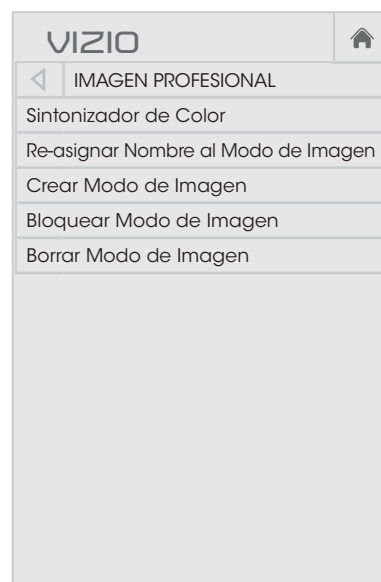 VIZIO
IMAGEN PROFESIONAL
Sintonizador de Color
Re-asignar Nombre al Modo de Imagen
Crear Modo de Imagen
Bloquear Modo de Imagen
Borrar Modo de Imagen